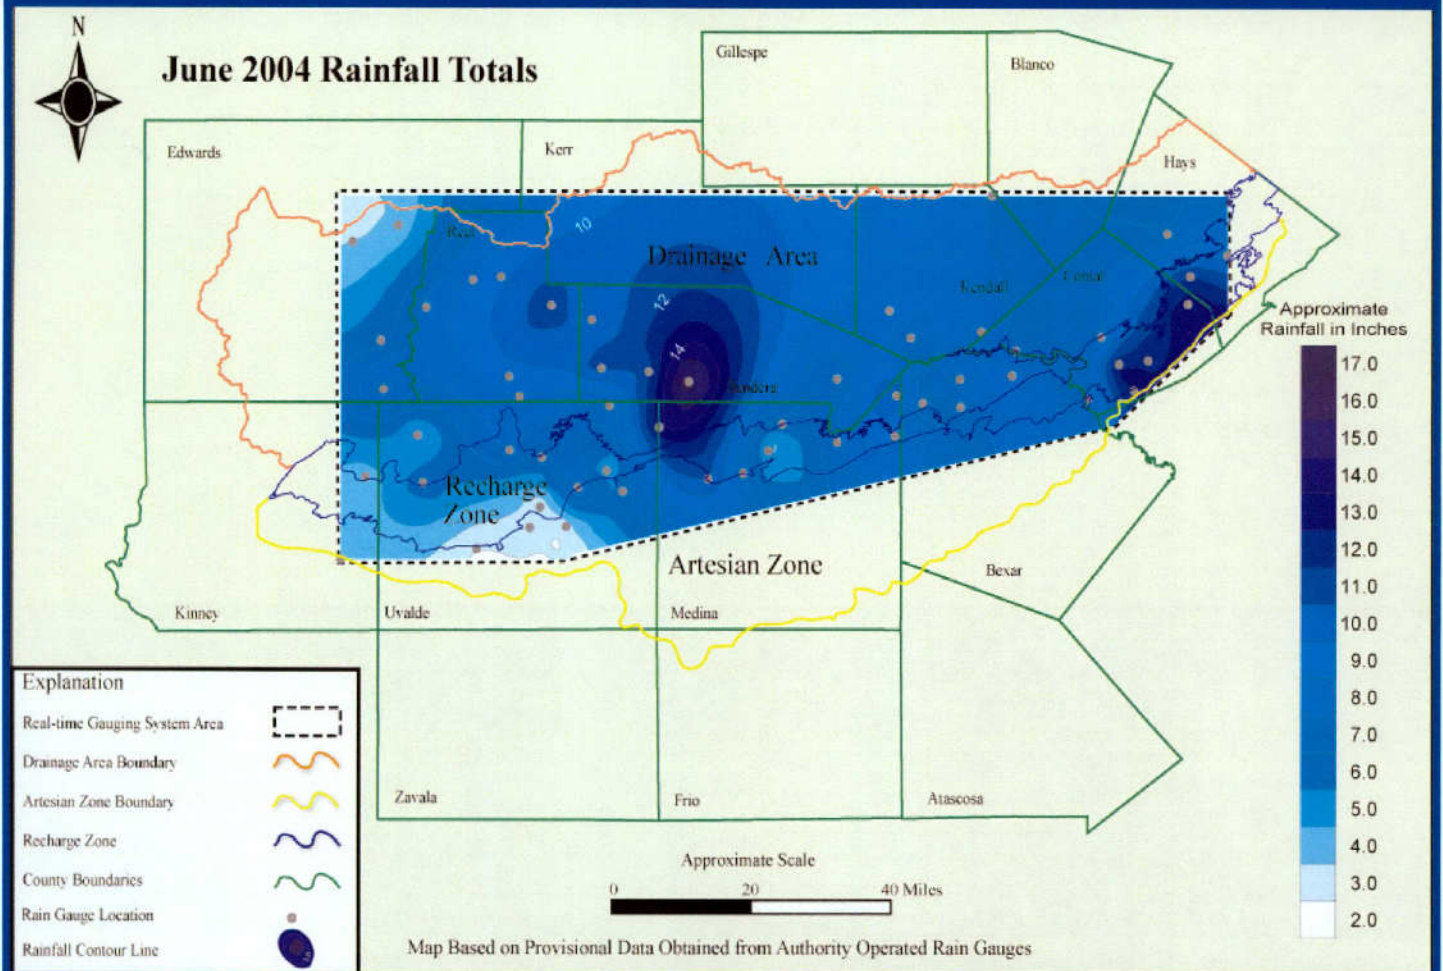 N
June 2004 Rainfall Totals
Gillespe
Blanco
Edwards
Kerr
Hays
Real
10
Drainage Area
Kendall
Comal
12
14
Bandera
Approximate
Rainfall in Inches
17.0
16.0
15.0
14.0
13.0
12.0
11.0
10.0
9.0
8.0
7.0
6.0
5.0
4.0
3.0
2.0
Recharge
Zone
Artesian Zone
Bexar
Kinney
Uvalde
Medina
Zavala
Frio
Atascosa
Explanation
Real-time Gauging System Area
Drainage Area Boundary
Artesian Zone Boundary
Recharge Zone
County Boundaries
Rain Gauge Location
Rainfall Contour Line
Approximate Scale
0 20 40 Miles
Map Based on Provisional Data Obtained from Authority Operated Rain Gauges